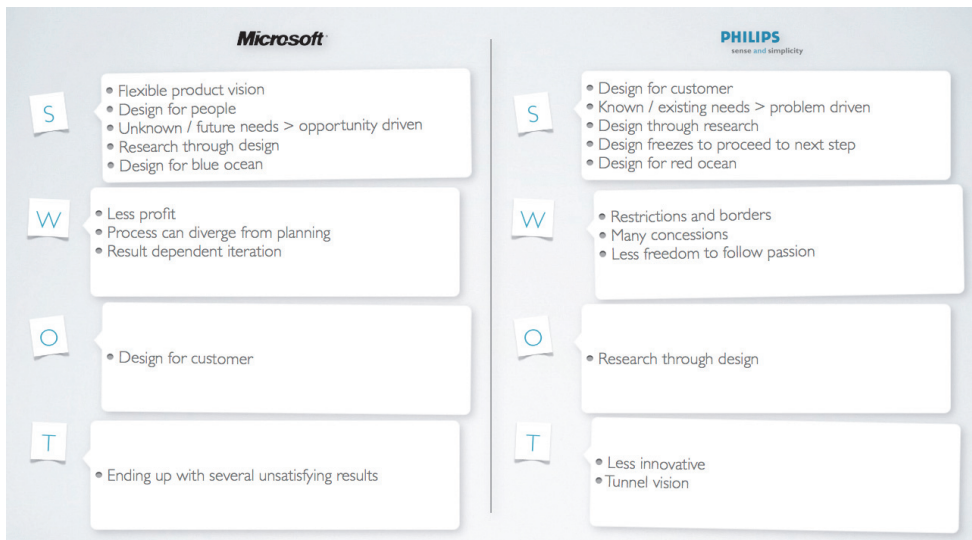 Microsoft
S
• Flexible product vision
• Design for people
• Unknown / future needs > opportunity driven
• Research through design
• Design for blue ocean
W
• Less profit
• Process can diverge from planning
• Result dependent iteration
O
• Design for customer
T
• Ending up with several unsatisfying results
PHILIPS
sense and simplicity
S
• Design for customer
• Known / existing needs > problem driven
• Design through research
• Design freezes to proceed to next step
• Design for red ocean
W
• Restrictions and borders
• Many concessions
• Less freedom to follow passion
O
• Research through design
T
• Less innovative
• Tunnel vision